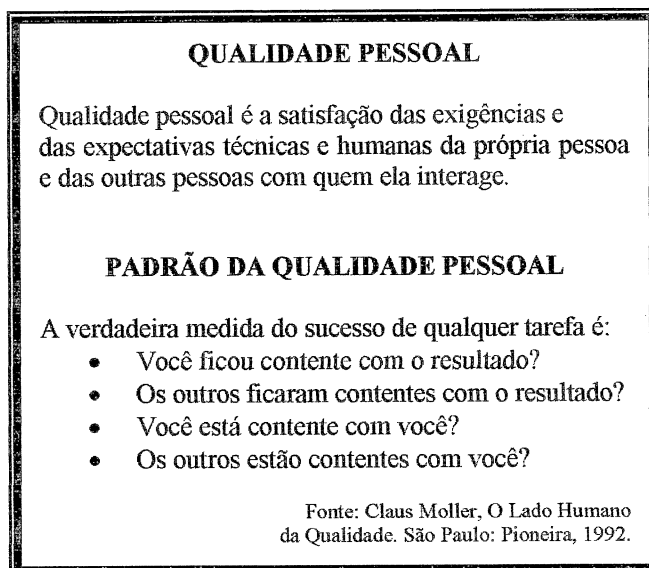 QUALIDADE PESSOAL
Qualidade pessoal é a satisfação das exigências e
das expectativas técnicas e humanas da própria pessoa
e das outras pessoas com quem ela interage.
PADRÃO DA QUALIDADE PESSOAL
A verdadeira medida do sucesso de qualquer tarefa é:
• Você ficou contente com o resultado?
• Os outros ficaram contentes com o resultado?
• Você está contente com você?
• Os outros estão contentes com você?
Fonte: Claus Moller, O Lado Humano
da Qualidade. São Paulo: Pioneira, 1992.